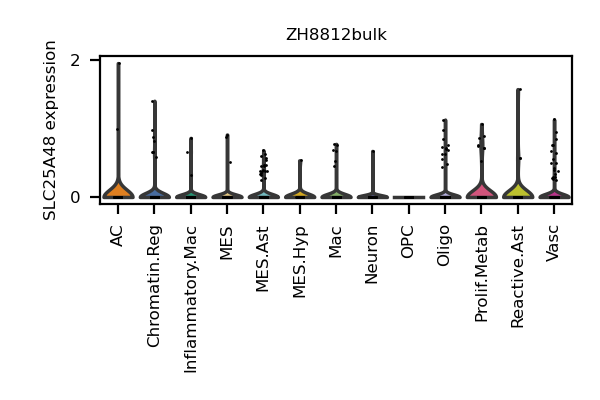 ZH8812bulk
SLC25A48 expression
2
0
AC
Chromatin.Reg
Inflammatory.Mac
MES
MES.Ast
MES.Hyp
Mac
Neuron
OPC
Oligo
Prolif.Metab
Reactive.Ast
Vasc